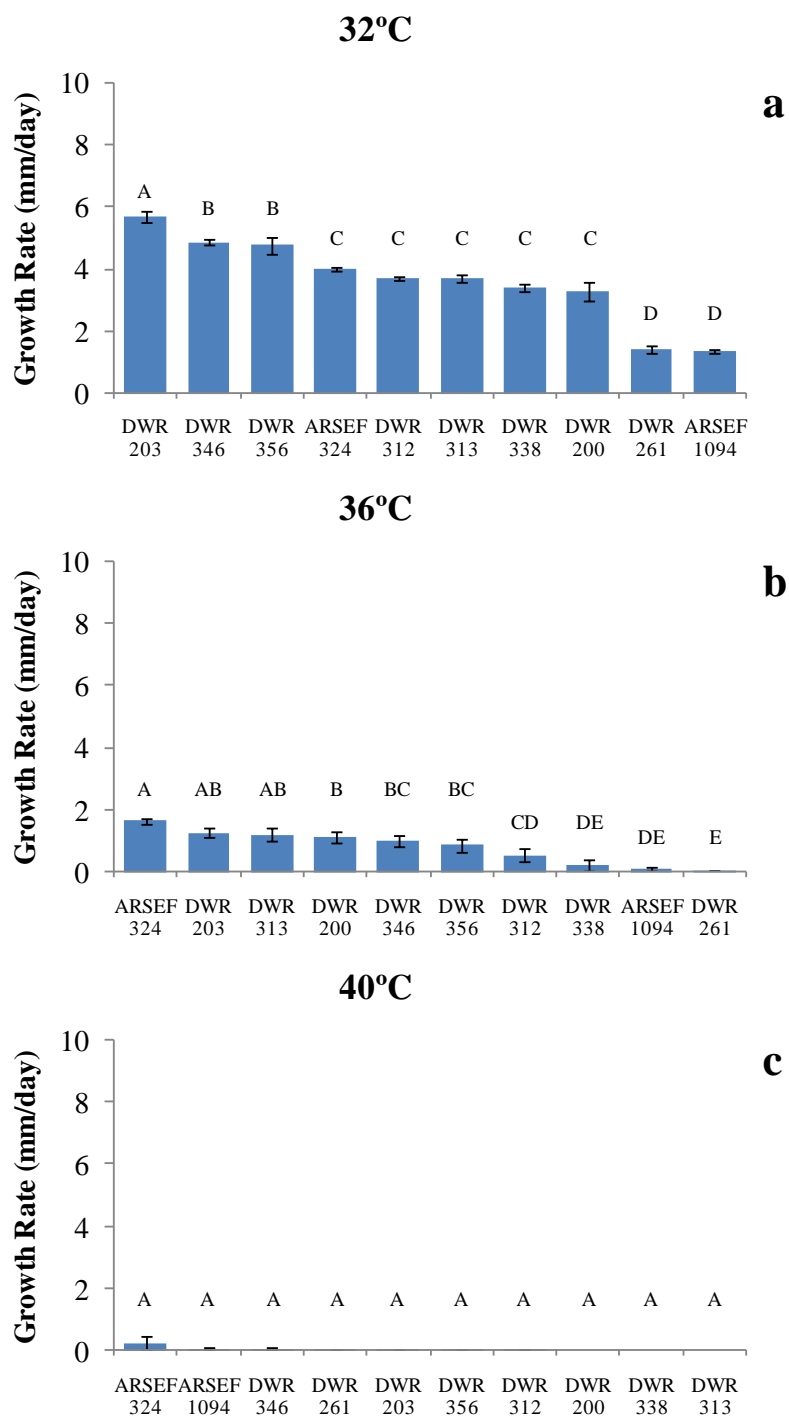 32ºC
a
Growth Rate (mm/day)
10
8
6
4
2
0
A B B C C C C C D D
DWR DWR DWR ARSEF DWR DWR DWR DWR DWR ARSEF
203 346 356 324 312 313 338 200 261 1094
36ºC
b
Growth Rate (mm/day)
10
8
6
4
2
0
A AB AB B BC BC CD DE DE E
ARSEF DWR DWR DWR DWR DWR DWR DWR ARSEF DWR
324 203 313 200 346 356 312 338 1094 261
40ºC
c
Growth Rate (mm/day)
10
8
6
4
2
0
A A A A A A A A A A
ARSEF ARSEF DWR DWR DWR DWR DWR DWR DWR DWR
324 1094 346 261 203 356 312 200 338 313